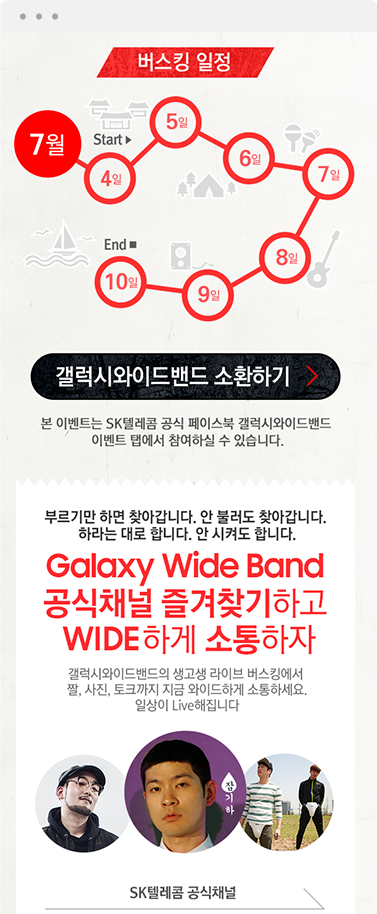 버스킹 일정
7월
Start ▶
4일
5일
6일
7일
8일
9일
10일
End ■
갤럭시와이드밴드 소환하기 >
본 이벤트는 SK텔레콤 공식 페이스북 갤럭시와이드밴드
이벤트 탭에서 참여하실 수 있습니다.
부르기만 하면 찾아갑니다. 안 불러도 찾아갑니다.
하라는 대로 합니다. 안 시켜도 합니다.
Galaxy Wide Band
공식채널 즐겨찾기하고
WIDE하게 소통하자
갤럭시와이드밴드의 생고생 라이브 버스킹에서
짤, 사진, 토크까지 지금 와이드하게 소통하세요.
일상이 Live해집니다
참기하
SK텔레콤 공식채널